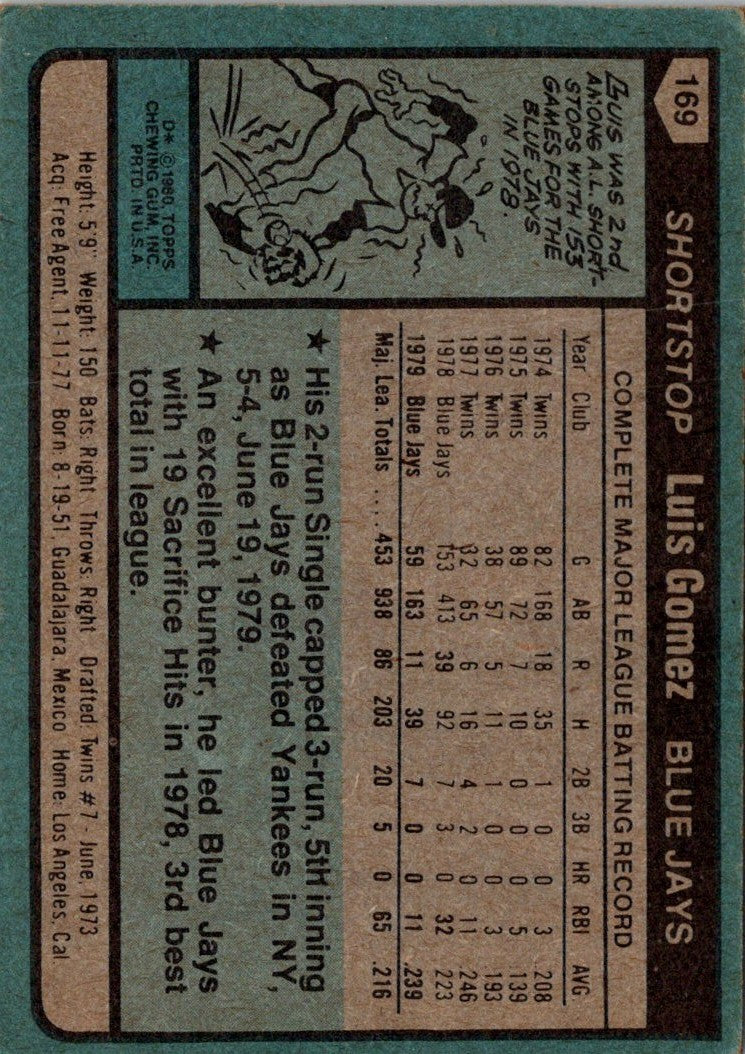 169 SHORTSTOP Luis Gomez BLUE JAYS
LUIS WAS 2nd
AMONG A.L. SHORT-
STOPS WITH 153
GAMES FOR THE
BLUE JAYS
IN 1978.
D* © 1980, TOPPS
CHEWING GUM, INC.
PRTD. IN U.S.A.
COMPLETE MAJOR LEAGUE BATTING RECORD
Year Club G AB R H 2B 3B HR RBI AVG
1974 Twins 82 168 18 35 1 0 0 3 .208
1975 Twins 89 72 7 10 0 0 0 5 .139
1976 Twins 38 57 5 11 1 0 0 3 .193
1977 Twins 32 65 6 16 4 2 0 11 .246
1978 Blue Jays 153 413 39 92 7 3 0 32 .223
1979 Blue Jays 59 163 11 39 7 0 0 11 .239
Maj. Lea. Totals .... 453 938 86 203 20 5 0 65 .216
★ His 2-run Single capped 3-run, 5th inning
as Blue Jays defeated Yankees in NY,
5-4, June 19, 1979.
★ An excellent bunter, he led Blue Jays
with 19 Sacrifice Hits in 1978, 3rd best
total in league.
Height: 5'9" Weight: 150 Bats: Right Throws: Right Drafted: Twins #7 - June, 1973
Acq: Free Agent, 11-11-77 Born 8-19-51, Guadalajara, Mexico Home: Los Angeles, Cal